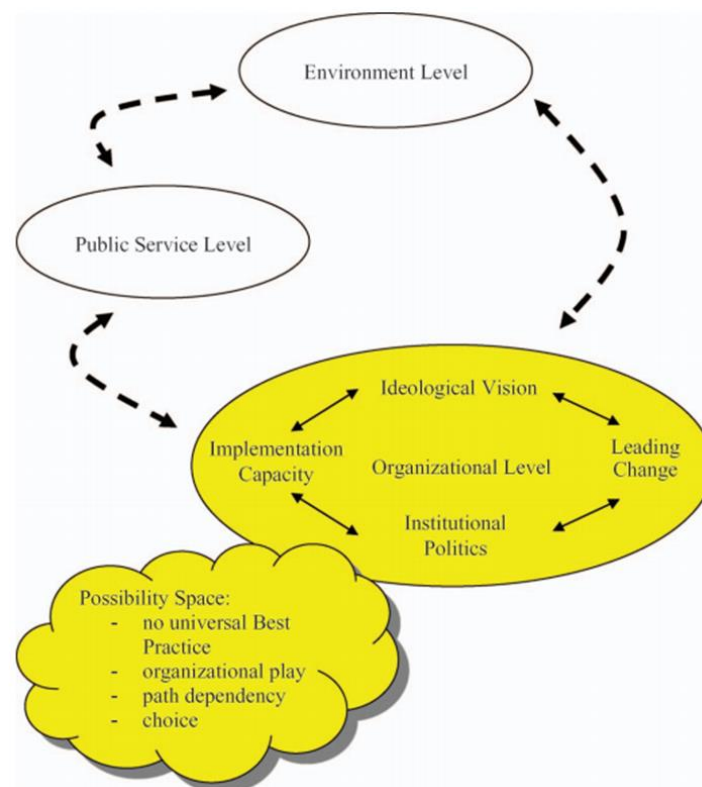 Environment Level
Public Service Level
Ideological Vision
Implementation
Capacity
Organizational Level
Leading
Change
Institutional
Politics
Possibility Space:
- no universal Best
Practice
- organizational play
- path dependency
- choice